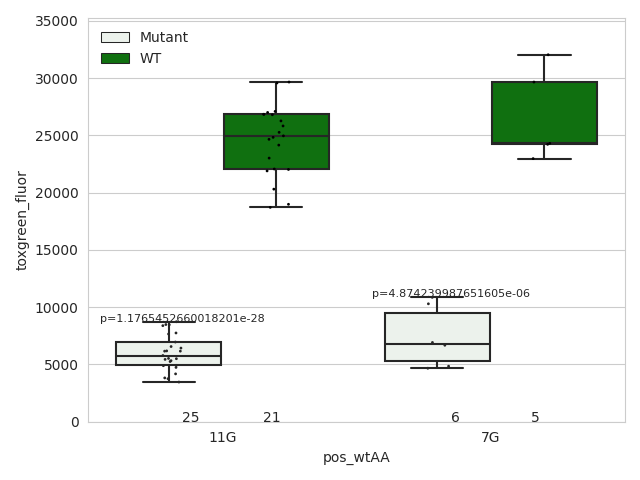 Mutant
WT
toxgreen_fluor
35000
30000
25000
20000
15000
10000
5000
0
p=1.1765452660018201e-28
p=4.874239987651605e-06
25 21 6 5
11G 7G
pos_wtAA